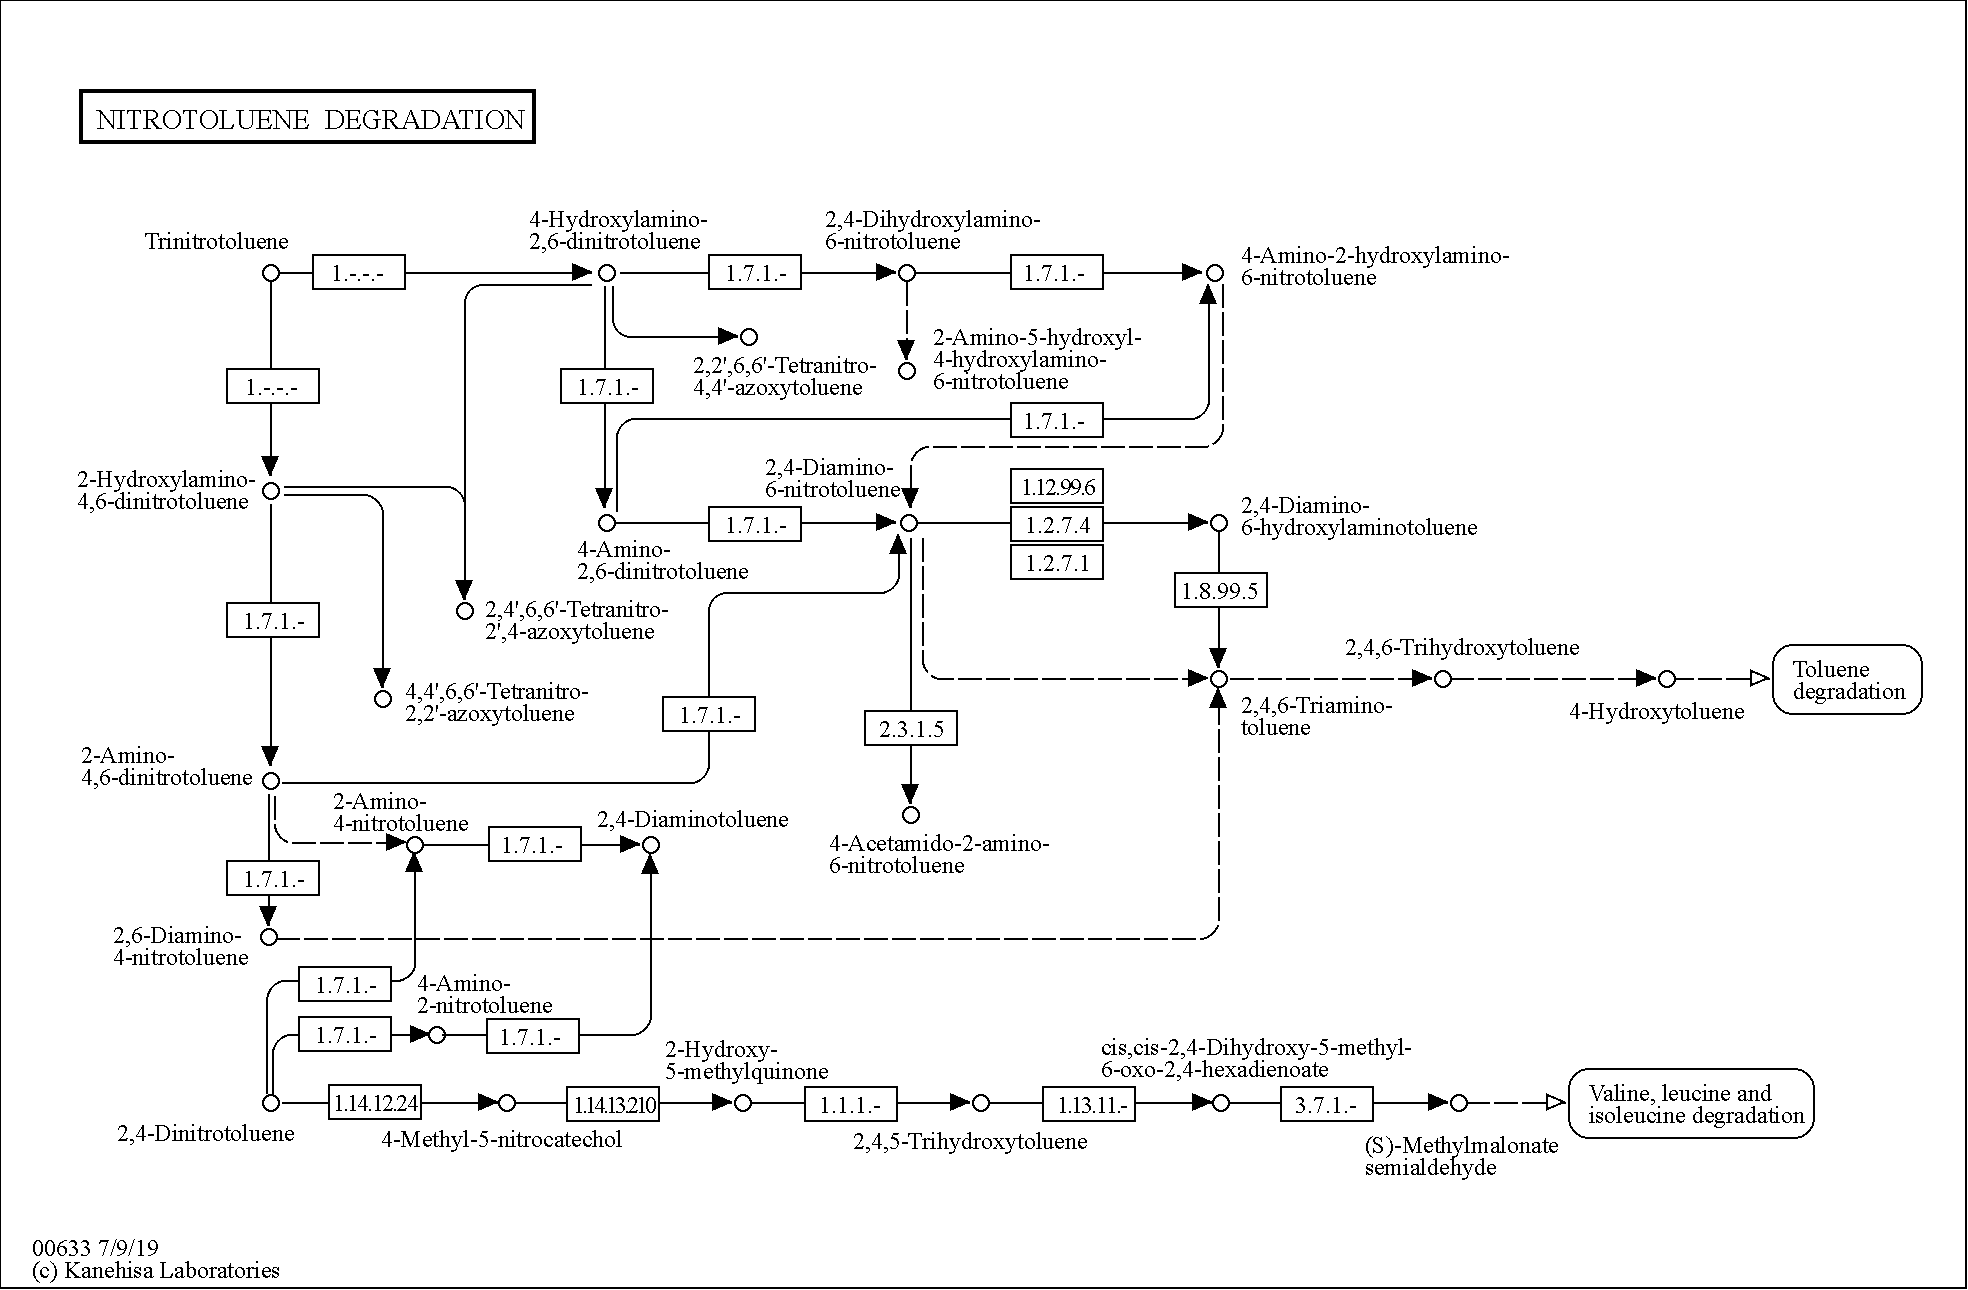 NITROTOLUENE DEGRADATION
Trinitrotoluene
4-Hydroxylamino-
2,6-dinitrotoluene
2,4-Dihydroxylamino-
6-nitrotoluene
4-Amino-2-hydroxylamino-
6-nitrotoluene
1.-.-.-
1.7.1.-
1.7.1.-
2,2',6,6'-Tetranitro-
4,4'-azoxytoluene
2-Amino-5-hydroxyl-
4-hydroxylamino-
6-nitrotoluene
1.-.-.-
1.7.1.-
1.7.1.-
2-Hydroxylamino-
4,6-dinitrotoluene
2,4-Diamino-
6-nitrotoluene
1.12.99.6
1.7.1.-
1.2.7.4
1.2.7.1
2,4-Diamino-
6-hydroxylaminotoluene
4-Amino-
2,6-dinitrotoluene
1.8.99.5
2,4',6,6'-Tetranitro-
2',4-azoxytoluene
1.7.1.-
2,4,6-Trihydroxytoluene
Toluene
degradation
4,4',6,6'-Tetranitro-
2,2'-azoxytoluene
1.7.1.-
2.3.1.5
2,4,6-Triamino-
toluene
4-Hydroxytoluene
2-Amino-
4,6-dinitrotoluene
2-Amino-
4-nitrotoluene
2,4-Diaminotoluene
1.7.1.-
4-Acetamido-2-amino-
6-nitrotoluene
1.7.1.-
2,6-Diamino-
4-nitrotoluene
1.7.1.-
4-Amino-
2-nitrotoluene
1.7.1.-
1.7.1.-
2-Hydroxy-
5-methylquinone
cis,cis-2,4-Dihydroxy-5-methyl-
6-oxo-2,4-hexadienoate
1.14.12.24
1.14.13.210
1.1.1.-
1.13.11.-
3.7.1.-
Valine, leucine and
isoleucine degradation
2,4-Dinitrotoluene
4-Methyl-5-nitrocatechol
2,4,5-Trihydroxytoluene
(S)-Methylmalonate
semialdehyde
00633 7/9/19
(c) Kanehisa Laboratories